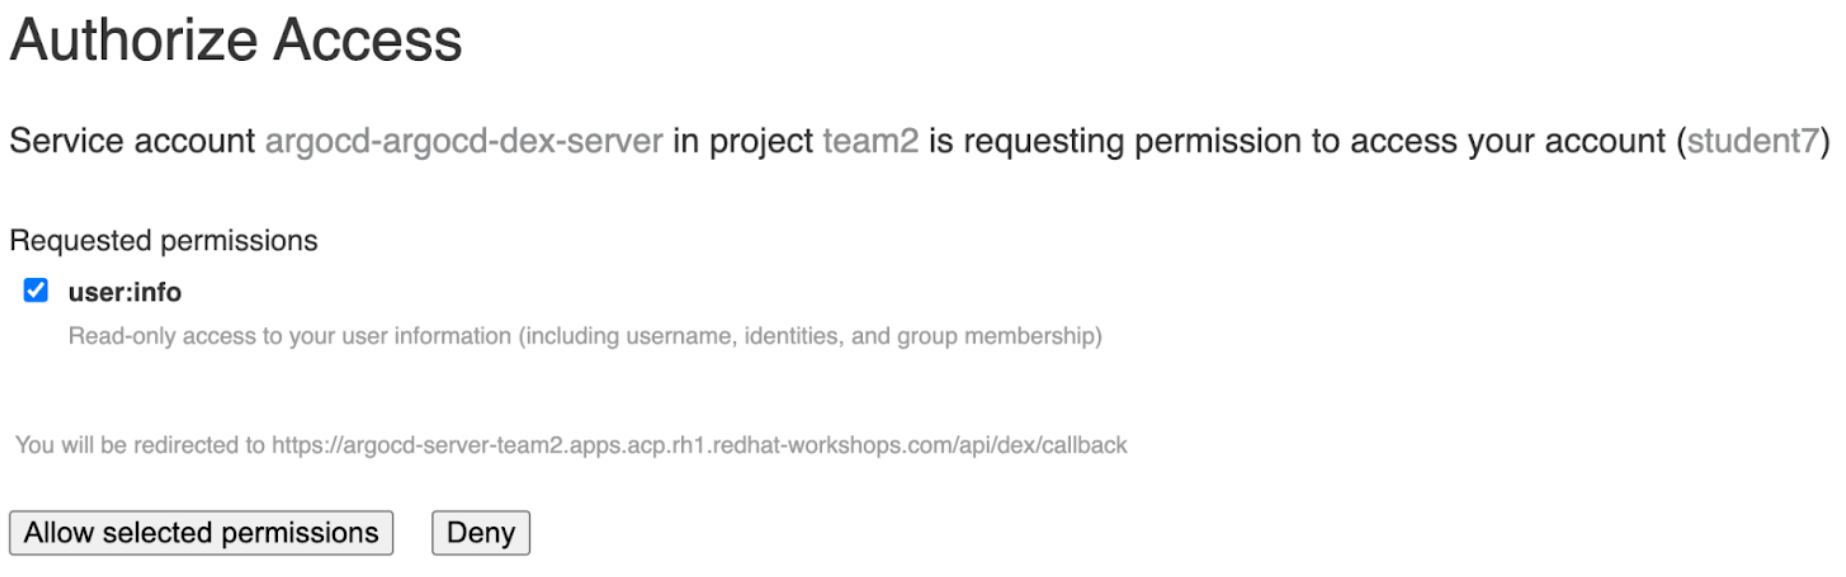 Authorize Access
Service account argocd-argocd-dex-server in project team2 is requesting permission to access your account (student7)
Requested permissions
user:info
Read-only access to your user information (including username, identities, and group membership)
You will be redirected to https://argocd-server-team2.apps.acp.rh1.redhat-workshops.com/api/dex/callback
Allow selected permissions Deny